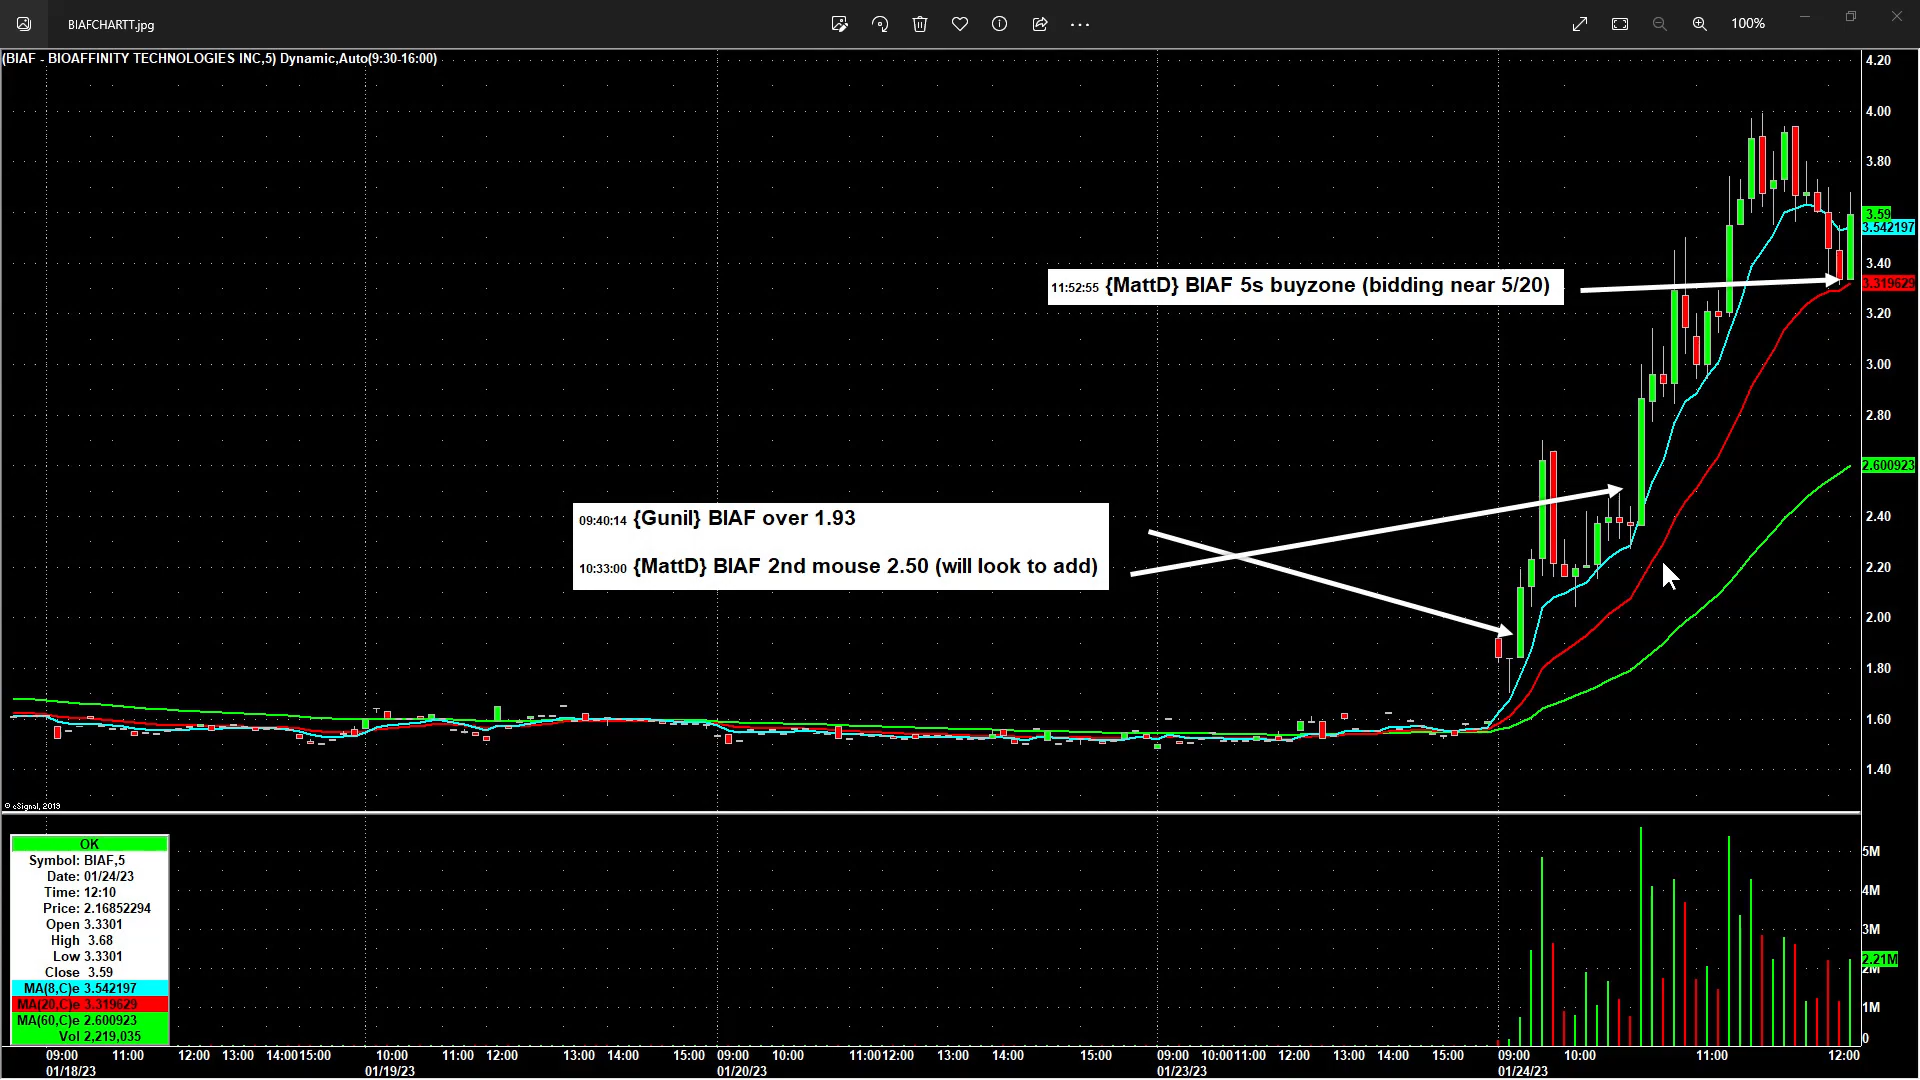 BIAFCHARTT.jpg
100%
(BIAF - BIOAFFINITY TECHNOLOGIES INC,5) Dynamic,Auto(9:30-16:00)
4.20
4.00
3.80
3.59
3.542197
3.40
3.319629
3.20
3.00
2.80
2.600923
2.40
2.20
2.00
1.80
1.60
1.40
11:52:55 {MattD} BIAF 5s buyzone (bidding near 5/20)
09:40:14 {Gunil} BIAF over 1.93
10:33:00 {MattD} BIAF 2nd mouse 2.50 (will look to add)
© eSignal, 2019
OK
Symbol: BIAF,5
Date: 01/24/23
Time: 12:10
Price: 2.16852294
Open 3.3301
High 3.68
Low 3.3301
Close 3.59
MA(8,C)e 3.542197
MA(20,C)e 3.319629
MA(60,C)e 2.600923
Vol 2,219,035
5M
4M
3M
2.21M
2M
1M
0
09:00 11:00 12:00 13:00 14:00 15:00 10:00 11:00 12:00 13:00 14:00 15:00 09:00 10:00 11:00 12:00 13:00 14:00 15:00 09:00 10:00 11:00 12:00 13:00 14:00 15:00 09:00 10:00 11:00 12:00
01/18/23 01/19/23 01/20/23 01/23/23 01/24/23